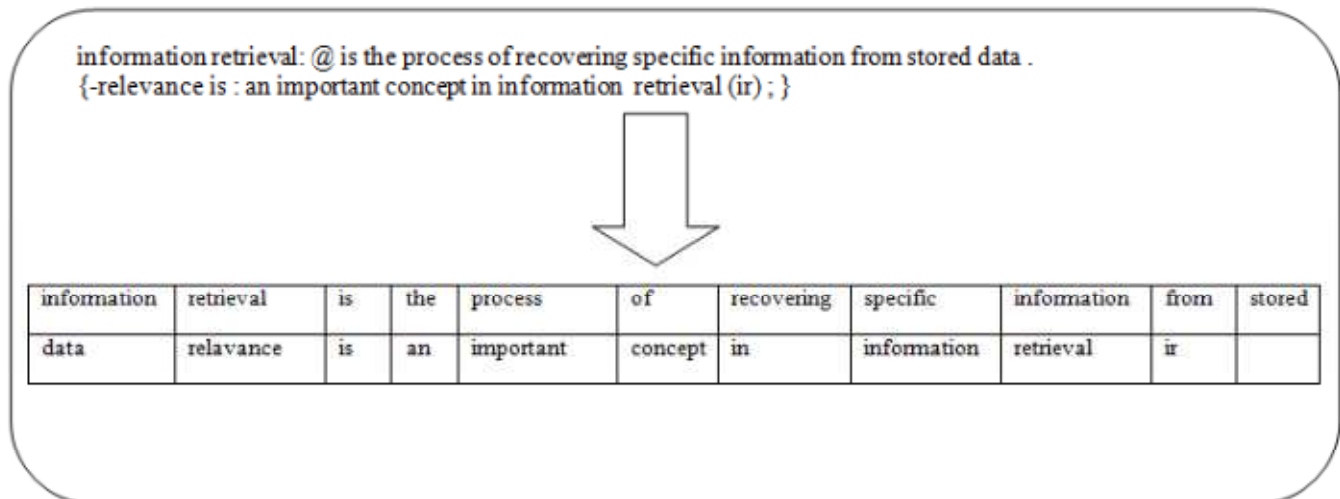 information retrieval: @ is the process of recovering specific information from stored data .
{-relevance is : an important concept in information retrieval (ir) ; }
information retrieval is the process of recovering specific information from stored
data relavance is an important concept in information retrieval ir